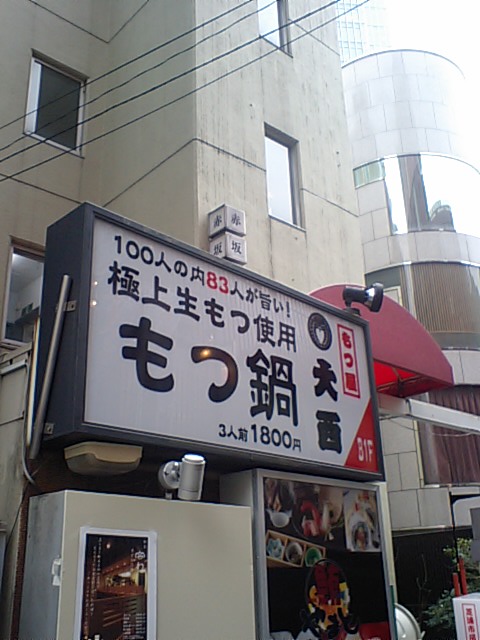 赤坂
赤坂
100人の内83人が旨い!
極上生もつ使用
もつ鍋
3人前1800円
もつ屋
大西
B1F